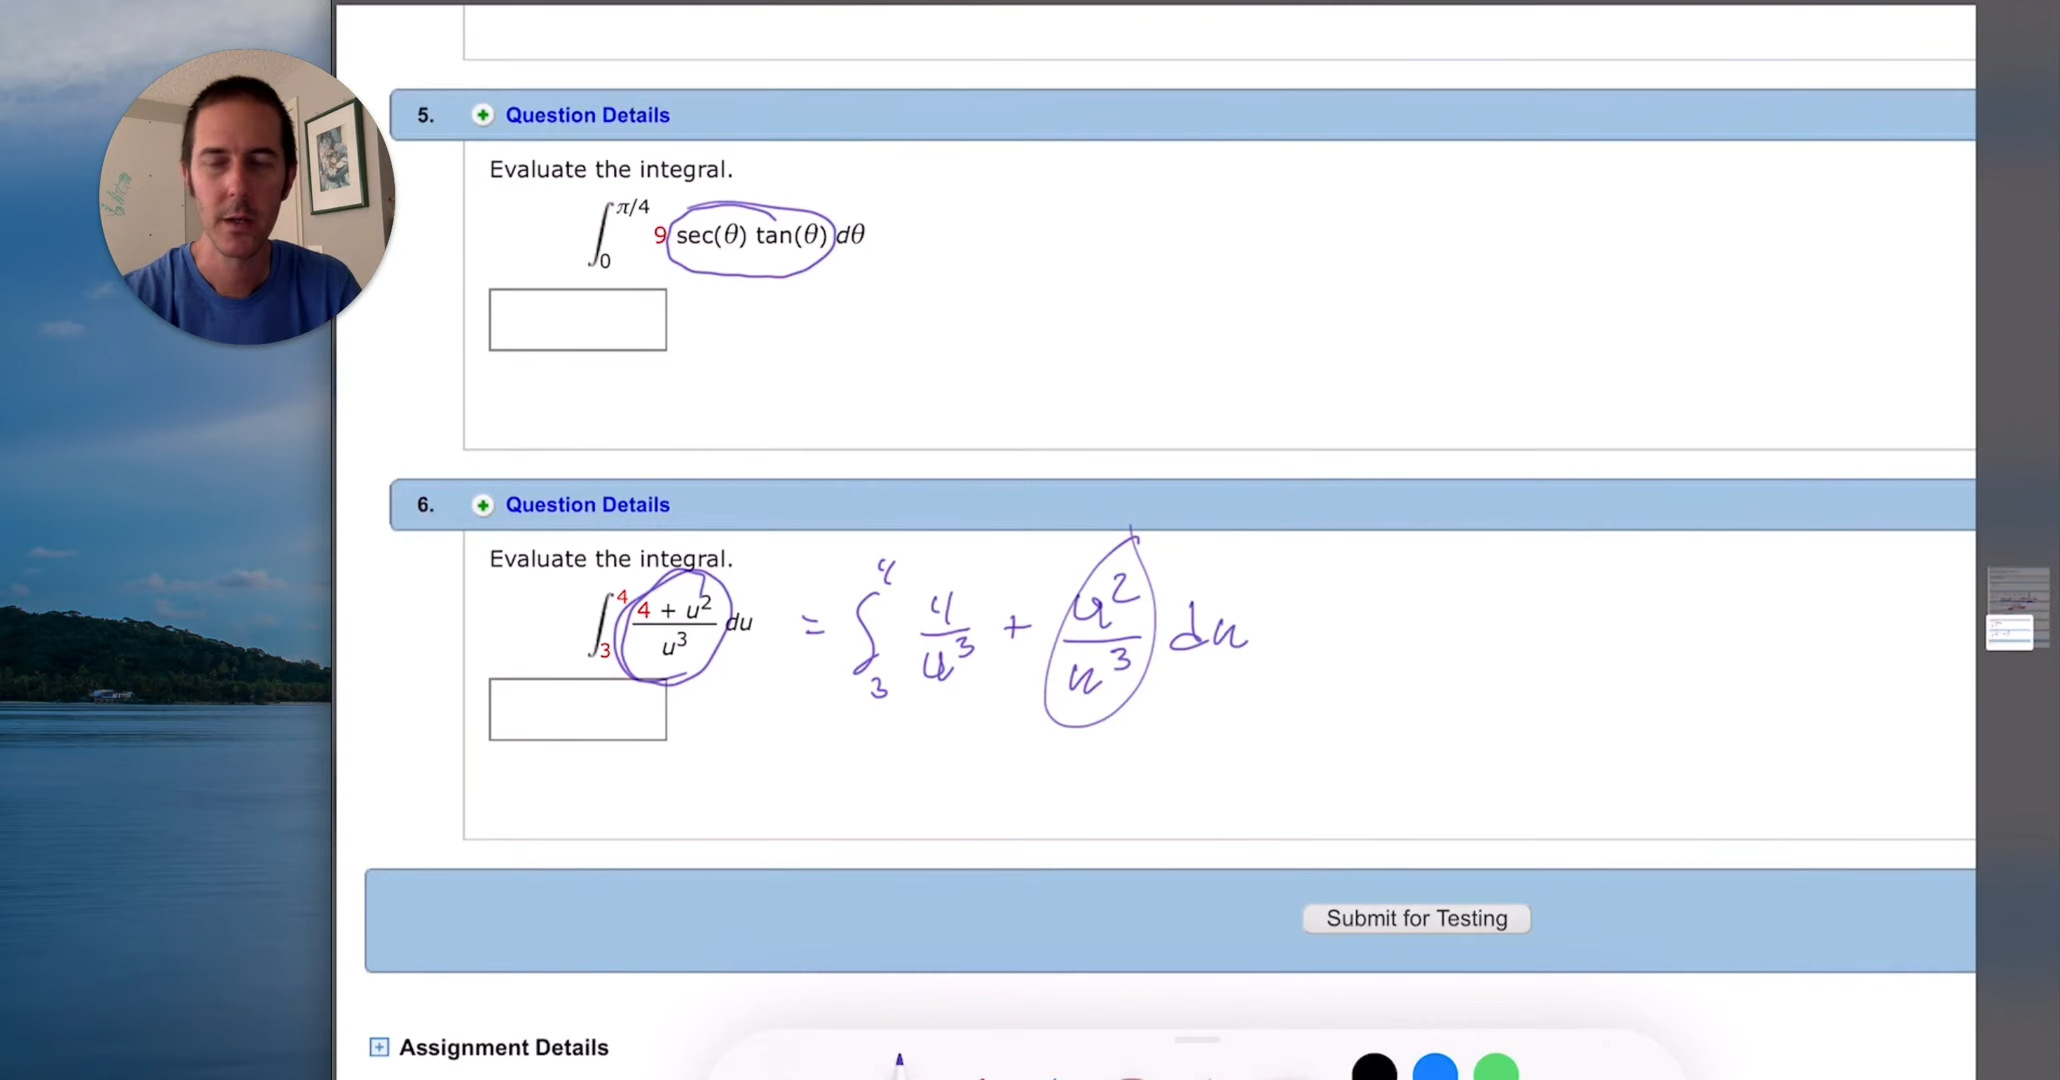 5. Question Details
Evaluate the integral.
∫₀^{π/4} 9 sec(θ) tan(θ) dθ
6. Question Details
Evaluate the integral.
∫₃⁴ (4 + u²)/u³ du = ∫₃⁴ 4/u³ + u²/u³ du
Submit for Testing
Assignment Details